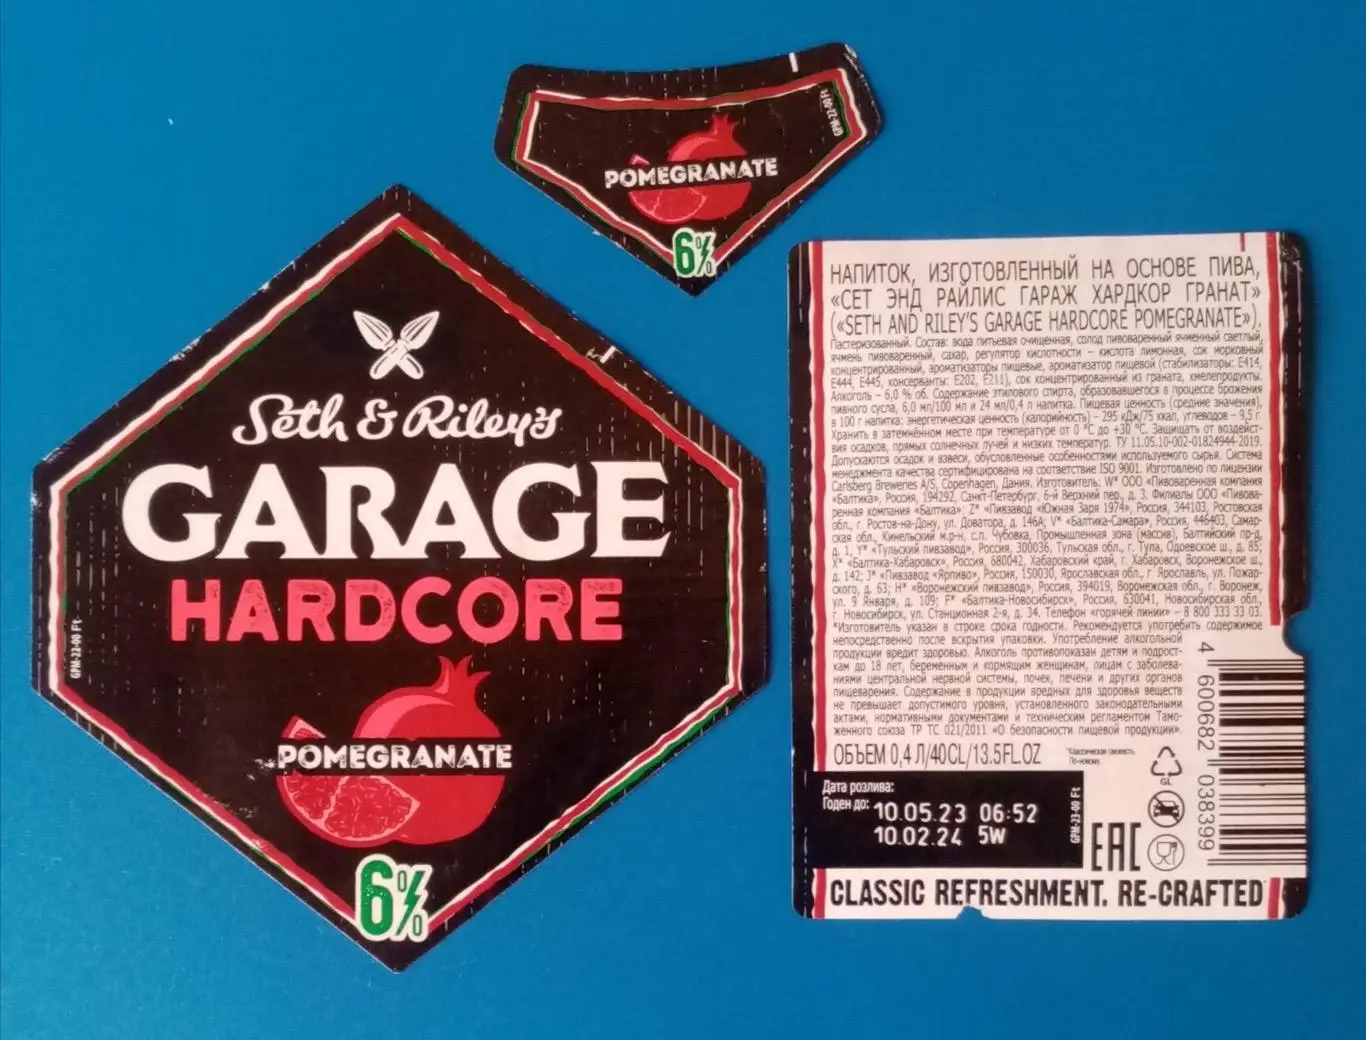 POMEGRANATE
6%
GPM-22-00 Ft
Seth & Riley's
GARAGE
HARDCORE
POMEGRANATE
6%
GPM-22-00 Ft
НАПИТОК, ИЗГОТОВЛЕННЫЙ НА ОСНОВЕ ПИВА,
«СЕТ ЭНД РАЙЛИС ГАРАЖ ХАРДКОР ГРАНАТ»
(«SETH AND RILEY'S GARAGE HARDCORE POMEGRANATE»).
Пастеризованный. Состав: вода питьевая очищенная, солод пивоваренный ячменный светлый,
ячмень пивоваренный, сахар, регулятор кислотности – кислота лимонная, сок морковный
концентрированный, ароматизаторы пищевые, ароматизатор пищевой (стабилизаторы: E414,
E444, E445, консерванты: E202, E211), сок концентрированный из граната, хмелепродукты.
Алкоголь – 6,0 % об. Содержание этилового спирта, образовавшегося в процессе брожения
пивного сусла, 6,0 мл/100 мл и 24 мл/0,4 л напитка. Пищевая ценность (средние значения),
в 100 г напитка: энергетическая ценность (калорийность) – 295 кДж/75 ккал, углеводов – 9,5 г
Хранить в затемнённом месте при температуре от 0 °C до +30 °C. Защищать от воздейст-
вия осадков, прямых солнечных лучей и низких температур. ТУ 11.05.10-002-01824944-2019.
Допускаются осадок и взвеси, обусловленные особенностями используемого сырья. Система
менеджмента качества сертифицирована на соответствие ISO 9001. Изготовлено по лицензии
Carlsberg Breweries A/S, Copenhagen, Дания. Изготовитель: W* ООО «Пивоваренная компания
«Балтика», Россия, 194292, Санкт-Петербург, 6-й Верхний пер., д. 3. Филиалы ООО «Пивова-
ренная компания «Балтика»: Z* «Пивзавод «Южная Заря 1974», Россия, 344103, Ростовская
обл., г. Ростов-на-Дону, ул. Доватора, д. 146А; V* «Балтика-Самара», Россия, 446403, Самар-
ская обл., Кинельский м.р-н, с.п. Чубовка, Промышленная зона (массив), Балтийский пр-д,
д. 1, Y* «Тульский пивзавод», Россия, 300036, Тульская обл., г. Тула, Одоевское ш., д. 85;
X* «Балтика-Хабаровск», Россия, 680042, Хабаровский край, г. Хабаровск, Воронежское ш.,
д. 142; J* «Пивзавод «Ярпиво», Россия, 150030, Ярославская обл., г Ярославль, ул. Пожар-
ского, д. 63; H* «Воронежский пивзавод», Россия, 394019, Воронежская обл., г. Воронеж,
ул. 9 Января, д. 109; F* «Балтика-Новосибирск», Россия, 630041, Новосибирская обл.,
г. Новосибирск, ул. Станционная 2-я, д. 34. Телефон «горячей линии» – 8 800 333 33 03.
*Изготовитель указан в строке срока годности. Рекомендуется употребить содержимое
непосредственно после вскрытия упаковки. Употребление алкогольной
продукции вредит здоровью. Алкоголь противопоказан детям и подрост-
кам до 18 лет, беременным и кормящим женщинам, лицам с заболева-
ниями центральной нервной системы, почек, печени и других органов
пищеварения. Содержание в продукции вредных для здоровья веществ
не превышает допустимого уровня, установленного законодательными
актами, нормативными документами и техническим регламентом Тамо-
женного союза ТР ТС 021/2011 «О безопасности пищевой продукции».
ОБЪЕМ 0,4 Л/40CL/13.5FL.OZ
*Классическая свежесть.
По-новому.
GL
Дата розлива:
Годен до: 10.05.23 06:52
10.02.24 5W
GPM-23-00 Ft
EAC
4 600682 038399
CLASSIC REFRESHMENT. RE-CRAFTED